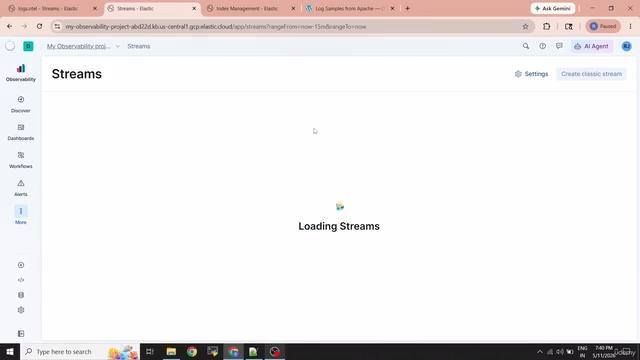 logs.otel - Streams - Elastic
Streams - Elastic
Index Management - Elastic
Log Samples from Apache — O
Ask Gemini
my-observability-project-abd22d.kb.us-central1.gcp.elastic.cloud/app/streams?rangeFrom=now-15m&rangeTo=now
R
Paused
D
My Observability proj...
Streams
AI Agent
RJ
Observability
Streams
Settings
Create classic stream
Discover
Dashboards
Workflows
Alerts
More
Loading Streams
Type here to search
ENG
IN
7:40 PM
5/11/202